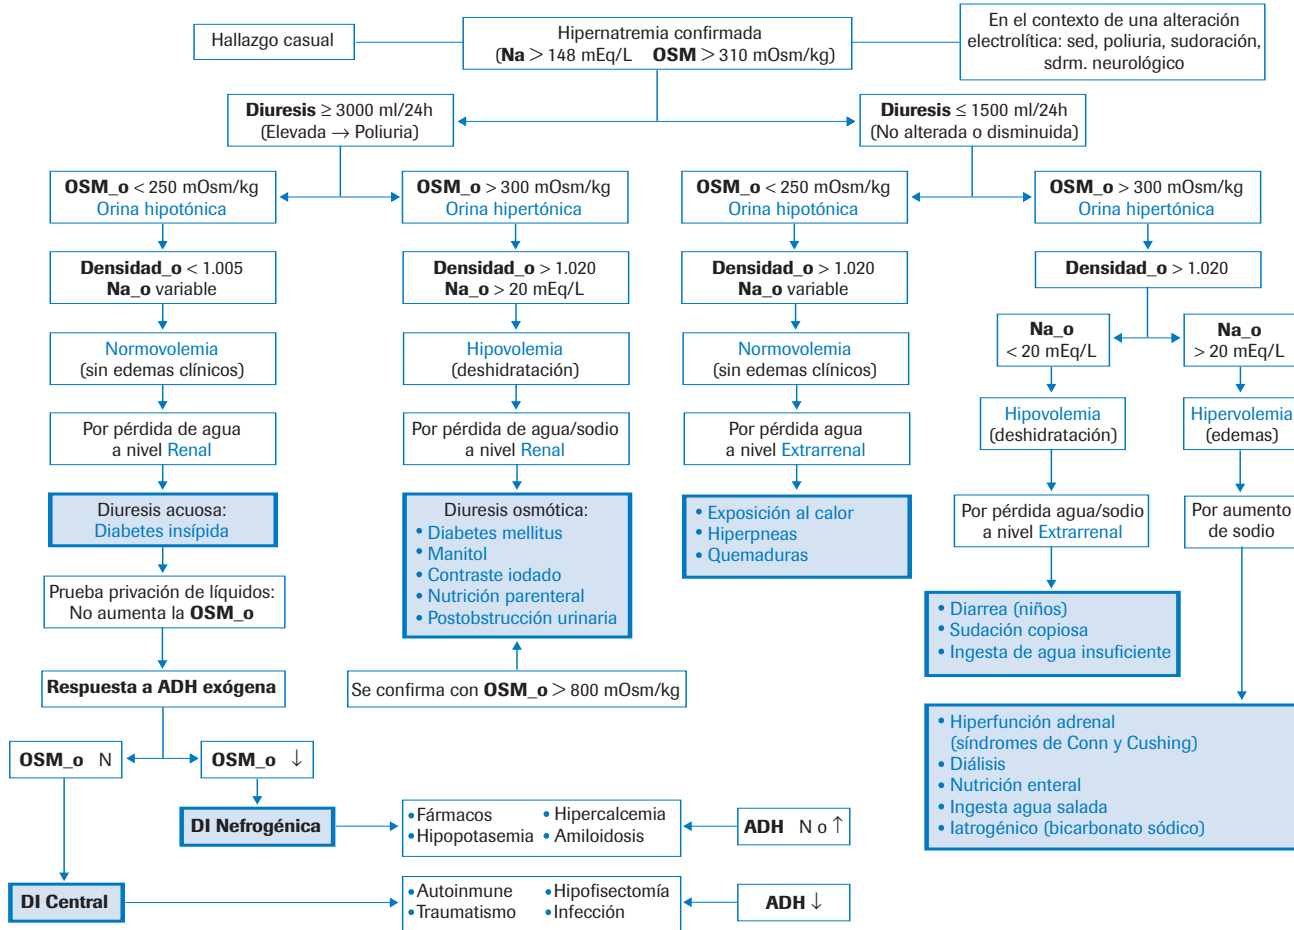 Hallazgo casual
Hipernatremia confirmada
(Na > 148 mEq/L OSM > 310 mOsm/kg)
En el contexto de una alteración
electrolítica: sed, poliuria, sudoración,
sdrm. neurológico
Diuresis ≥ 3000 ml/24h
(Elevada → Poliuria)
Diuresis ≤ 1500 ml/24h
(No alterada o disminuida)
OSM_o < 250 mOsm/kg
Orina hipotónica
OSM_o > 300 mOsm/kg
Orina hipertónica
OSM_o < 250 mOsm/kg
Orina hipotónica
OSM_o > 300 mOsm/kg
Orina hipertónica
Densidad_o < 1.005
Na_o variable
Densidad_o > 1.020
Na_o > 20 mEq/L
Densidad_o > 1.020
Na_o variable
Densidad_o > 1.020
Na_o
< 20 mEq/L
Na_o
> 20 mEq/L
Normovolemia
(sin edemas clínicos)
Hipovolemia
(deshidratación)
Normovolemia
(sin edemas clínicos)
Hipovolemia
(deshidratación)
Hipervolemia
(edemas)
Por pérdida de agua
a nivel Renal
Por pérdida de agua/sodio
a nivel Renal
Por pérdida agua
a nivel Extrarrenal
Por pérdida agua/sodio
a nivel Extrarrenal
Por aumento
de sodio
Diuresis acuosa:
Diabetes insípida
Diuresis osmótica:
• Diabetes mellitus
• Manitol
• Contraste iodado
• Nutrición parenteral
• Postobstrucción urinaria
• Exposición al calor
• Hiperpneas
• Quemaduras
Prueba privación de líquidos:
No aumenta la OSM_o
• Diarrea (niños)
• Sudación copiosa
• Ingesta de agua insuficiente
Respuesta a ADH exógena
Se confirma con OSM_o > 800 mOsm/kg
• Hiperfunción adrenal
(síndromes de Conn y Cushing)
• Diálisis
• Nutrición enteral
• Ingesta agua salada
• Iatrogénico (bicarbonato sódico)
OSM_o N
OSM_o ↓
DI Nefrogénica
• Fármacos • Hipercalcemia
• Hipopotasemia • Amiloidosis
ADH N o ↑
DI Central
• Autoinmune • Hipofisectomía
• Traumatismo • Infección
ADH ↓